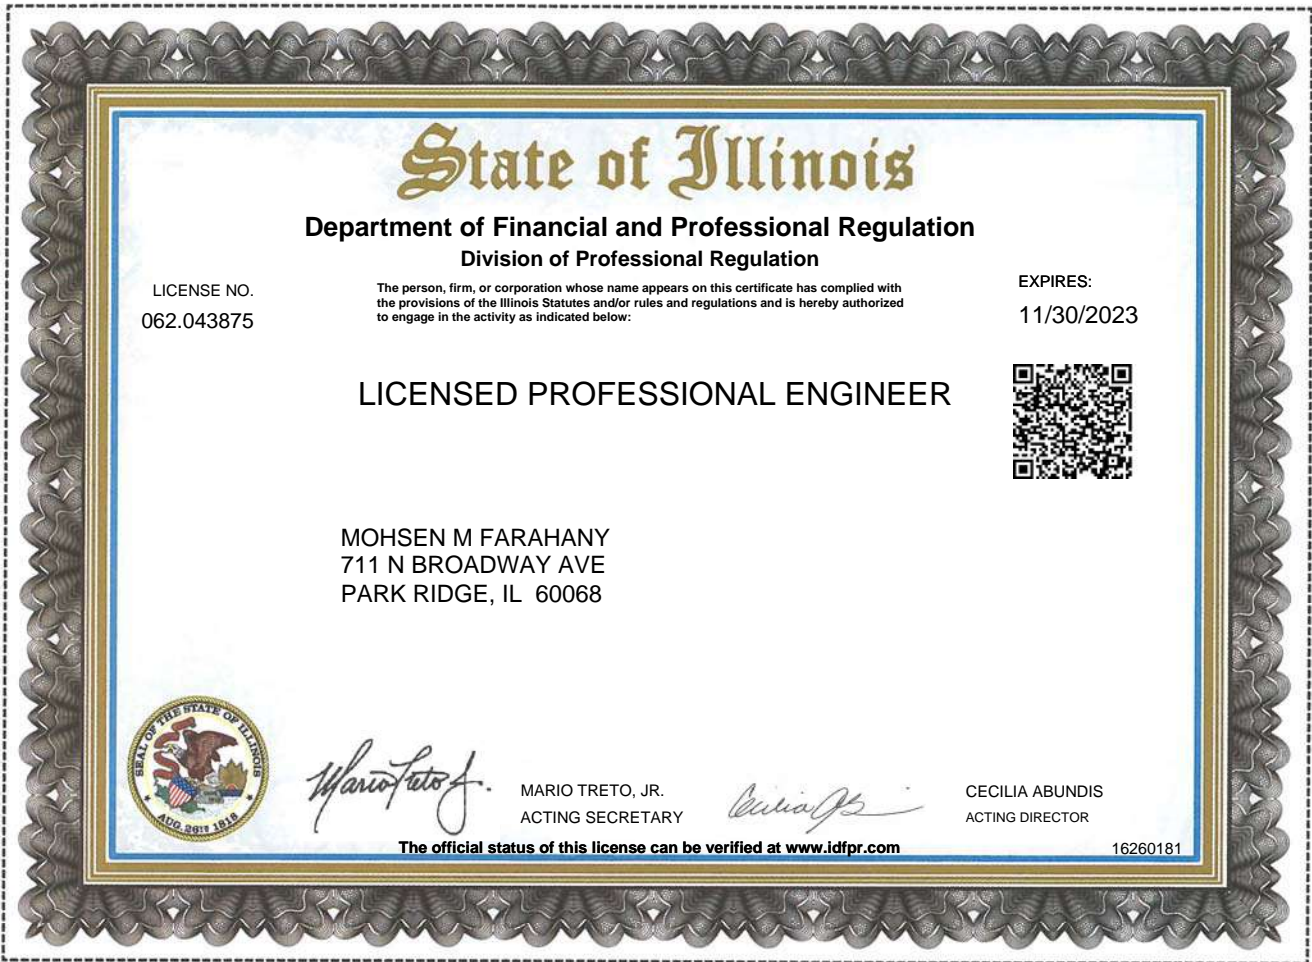 State of Illinois
Department of Financial and Professional Regulation
Division of Professional Regulation
LICENSE NO.
062.043875
The person, firm, or corporation whose name appears on this certificate has complied with
the provisions of the Illinois Statutes and/or rules and regulations and is hereby authorized
to engage in the activity as indicated below:
EXPIRES:
11/30/2023
LICENSED PROFESSIONAL ENGINEER
MOHSEN M FARAHANY
711 N BROADWAY AVE
PARK RIDGE, IL 60068
SEAL OF THE STATE OF ILLINOIS
AUG. 26TH 1818
Mario Treto Jr.
MARIO TRETO, JR.
ACTING SECRETARY
CECILIA ABUNDIS
ACTING DIRECTOR
The official status of this license can be verified at www.idfpr.com
16260181